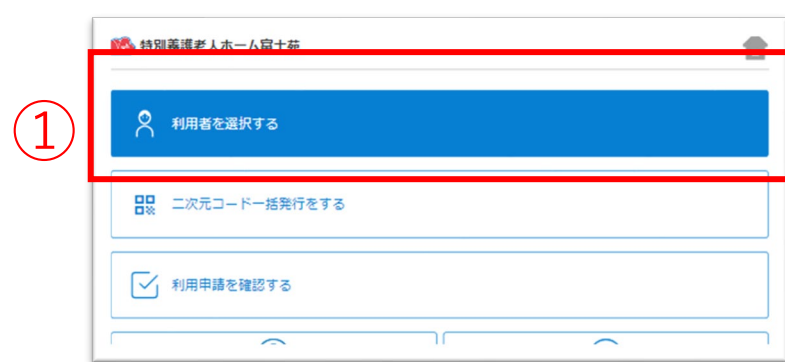 特別養護老人ホーム富士苑
①
利用者を選択する
二次元コード一括発行をする
利用申請を確認する